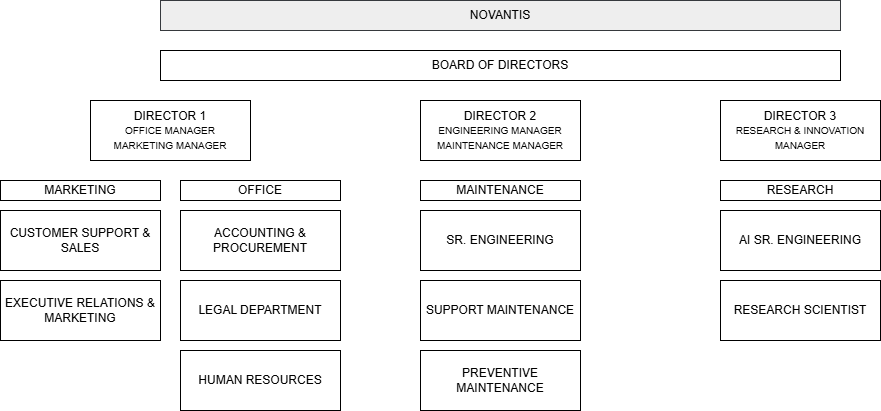 NOVANTIS
BOARD OF DIRECTORS
DIRECTOR 1
OFFICE MANAGER
MARKETING MANAGER
DIRECTOR 2
ENGINEERING MANAGER
MAINTENANCE MANAGER
DIRECTOR 3
RESEARCH & INNOVATION
MANAGER
MARKETING
CUSTOMER SUPPORT &
SALES
EXECUTIVE RELATIONS &
MARKETING
OFFICE
ACCOUNTING &
PROCUREMENT
LEGAL DEPARTMENT
HUMAN RESOURCES
MAINTENANCE
SR. ENGINEERING
SUPPORT MAINTENANCE
PREVENTIVE
MAINTENANCE
RESEARCH
AI SR. ENGINEERING
RESEARCH SCIENTIST